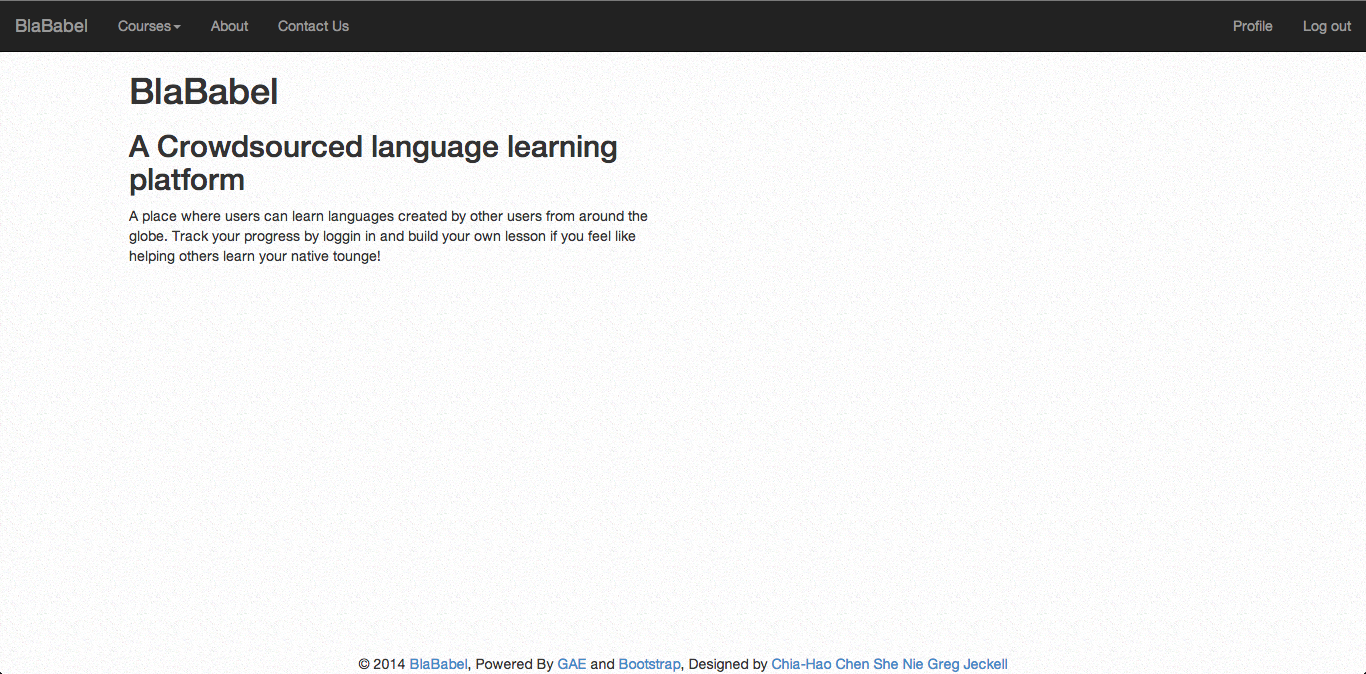 BlaBabel Courses About Contact Us Profile Log out
BlaBabel
A Crowdsourced language learning
platform
A place where users can learn languages created by other users from around the
globe. Track your progress by loggin in and build your own lesson if you feel like
helping others learn your native tounge!
© 2014 BlaBabel, Powered By GAE and Bootstrap, Designed by Chia-Hao Chen She Nie Greg Jeckell